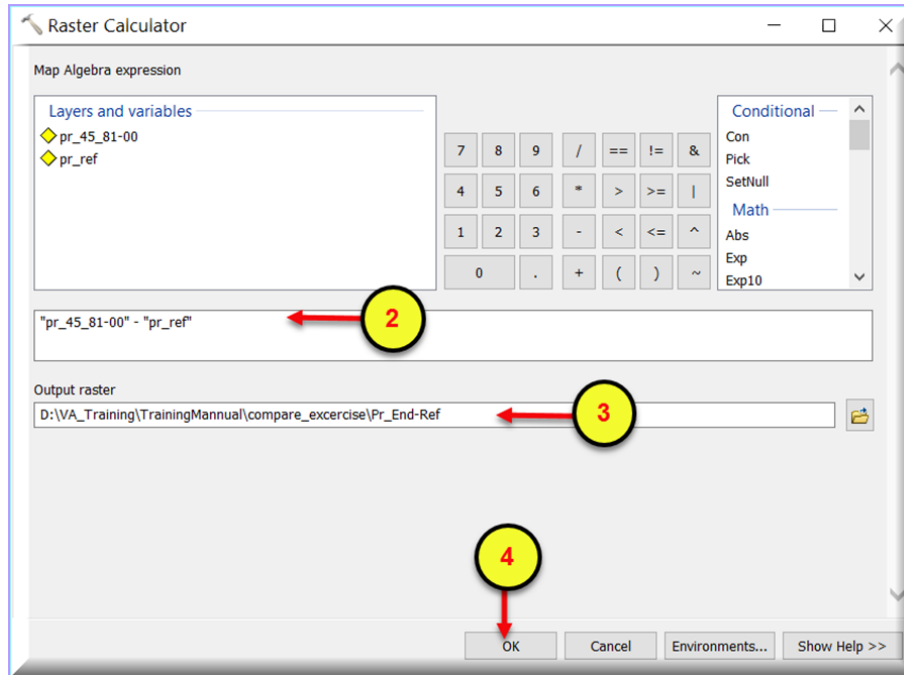 Raster Calculator
Map Algebra expression
Layers and variables
pr_45_81-00
pr_ref
7 8 9 / == != &
4 5 6 * > >= |
1 2 3 - < <= ^
0 . + ( ) ~
Conditional
Con
Pick
SetNull
Math
Abs
Exp
Exp10
"pr_45_81-00" - "pr_ref"
2
Output raster
D:\VA_Training\TrainingMannual\compare_excercise\Pr_End-Ref
3
4
OK Cancel Environments... Show Help >>